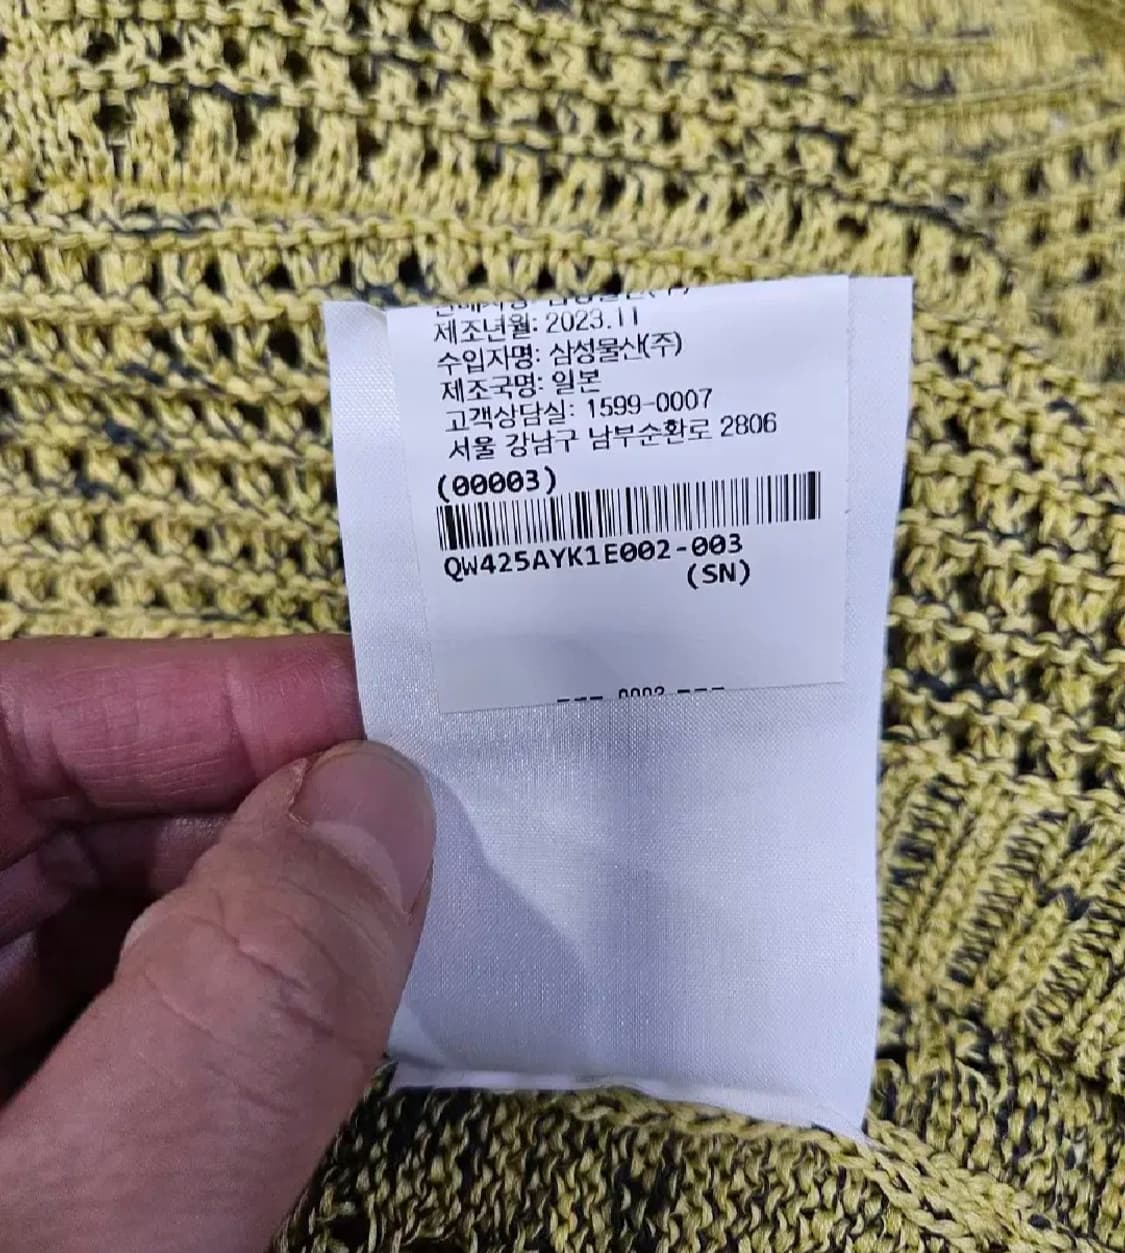 제조년월: 2023.11
수입자명: 삼성물산(주)
제조국명: 일본
고객상담실: 1599-0007
서울 강남구 남부순환로 2806
(00003)
QW425AYK1E002-003
(SN)